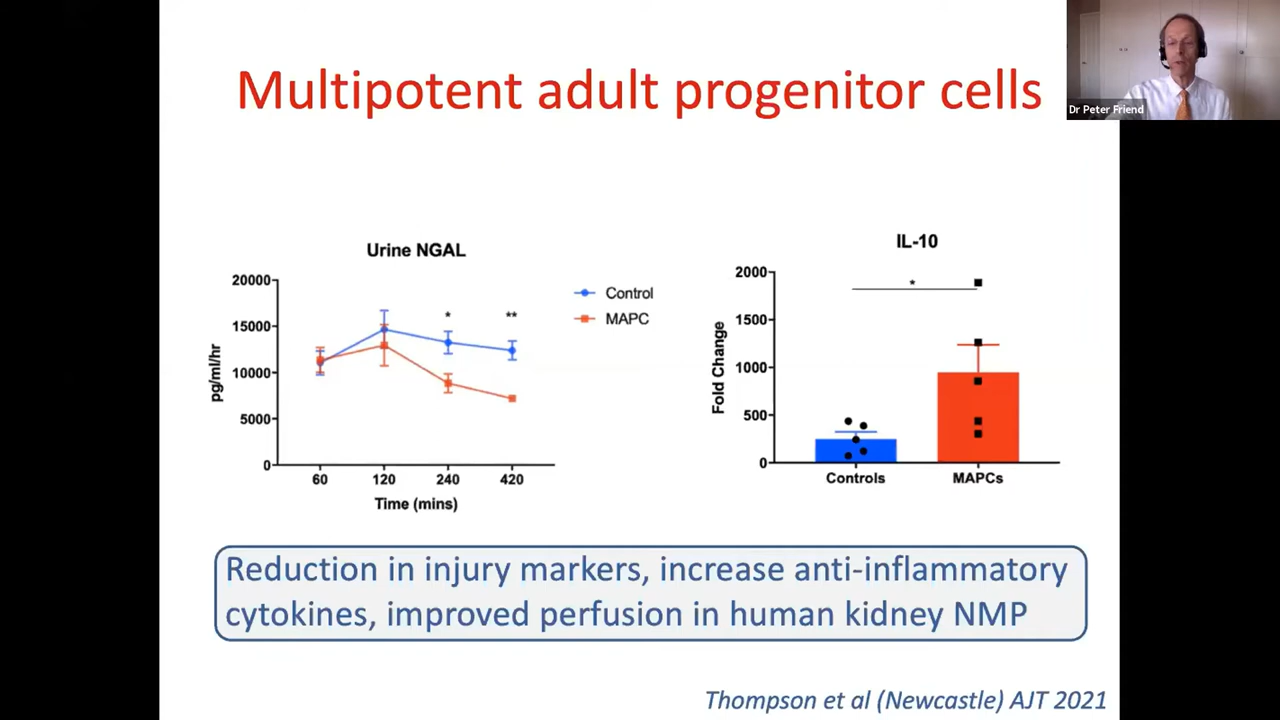 Multipotent adult progenitor cells
Dr Peter Friend
Urine NGAL
20000
15000
10000
5000
0
pg/ml/hr
*
**
60 120 240 420
Time (mins)
Control
MAPC
IL-10
2000
1500
1000
500
0
Fold Change
*
Controls MAPCs
Reduction in injury markers, increase anti-inflammatory
cytokines, improved perfusion in human kidney NMP
Thompson et al (Newcastle) AJT 2021